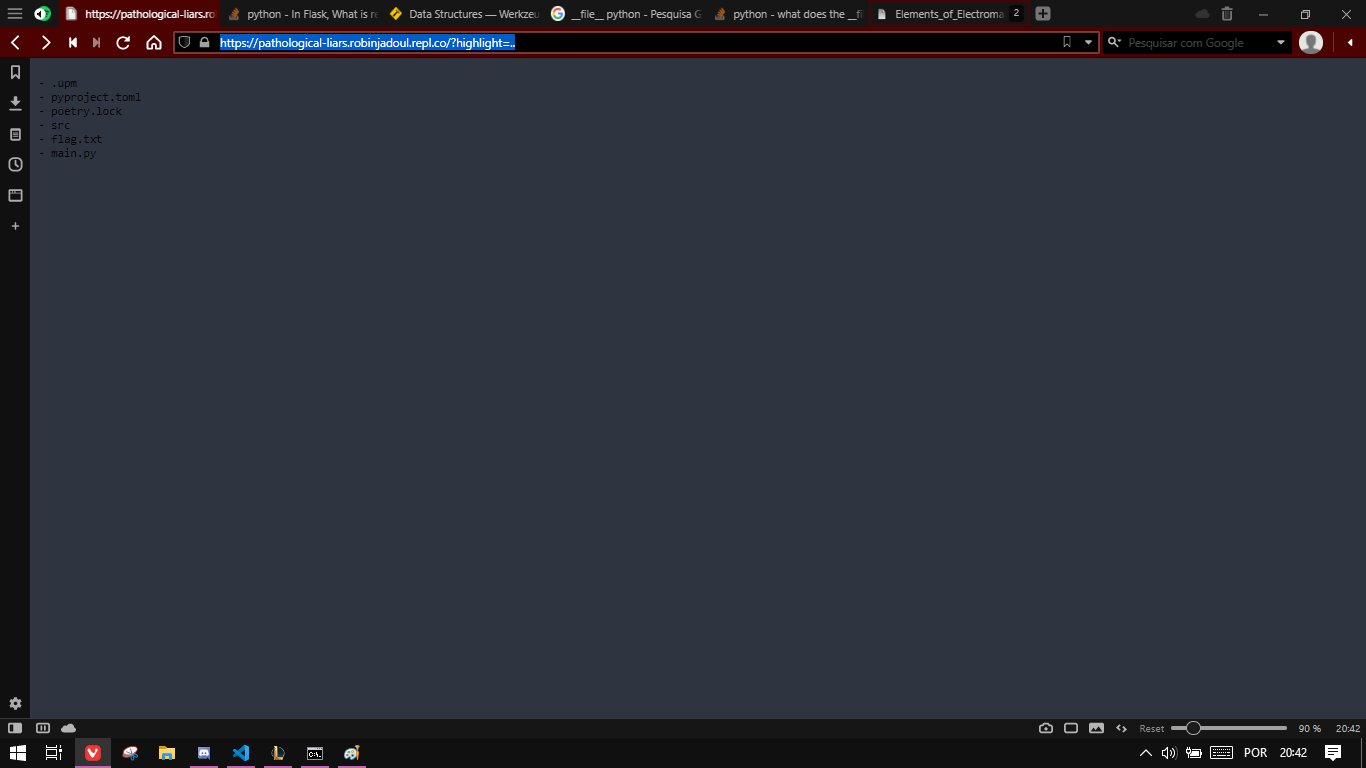 https://pathological-liars.ro
python - In Flask, What is re
Data Structures — Werkzeu
__file__ python - Pesquisa G
python - what does the __fi
Elements_of_Electroma
2
https://pathological-liars.robinjadoul.repl.co/?highlight=..
Pesquisar com Google
- .upm
- pyproject.toml
- poetry.lock
- src
- flag.txt
- main.py
Reset
90 %
20:42
POR
20:42